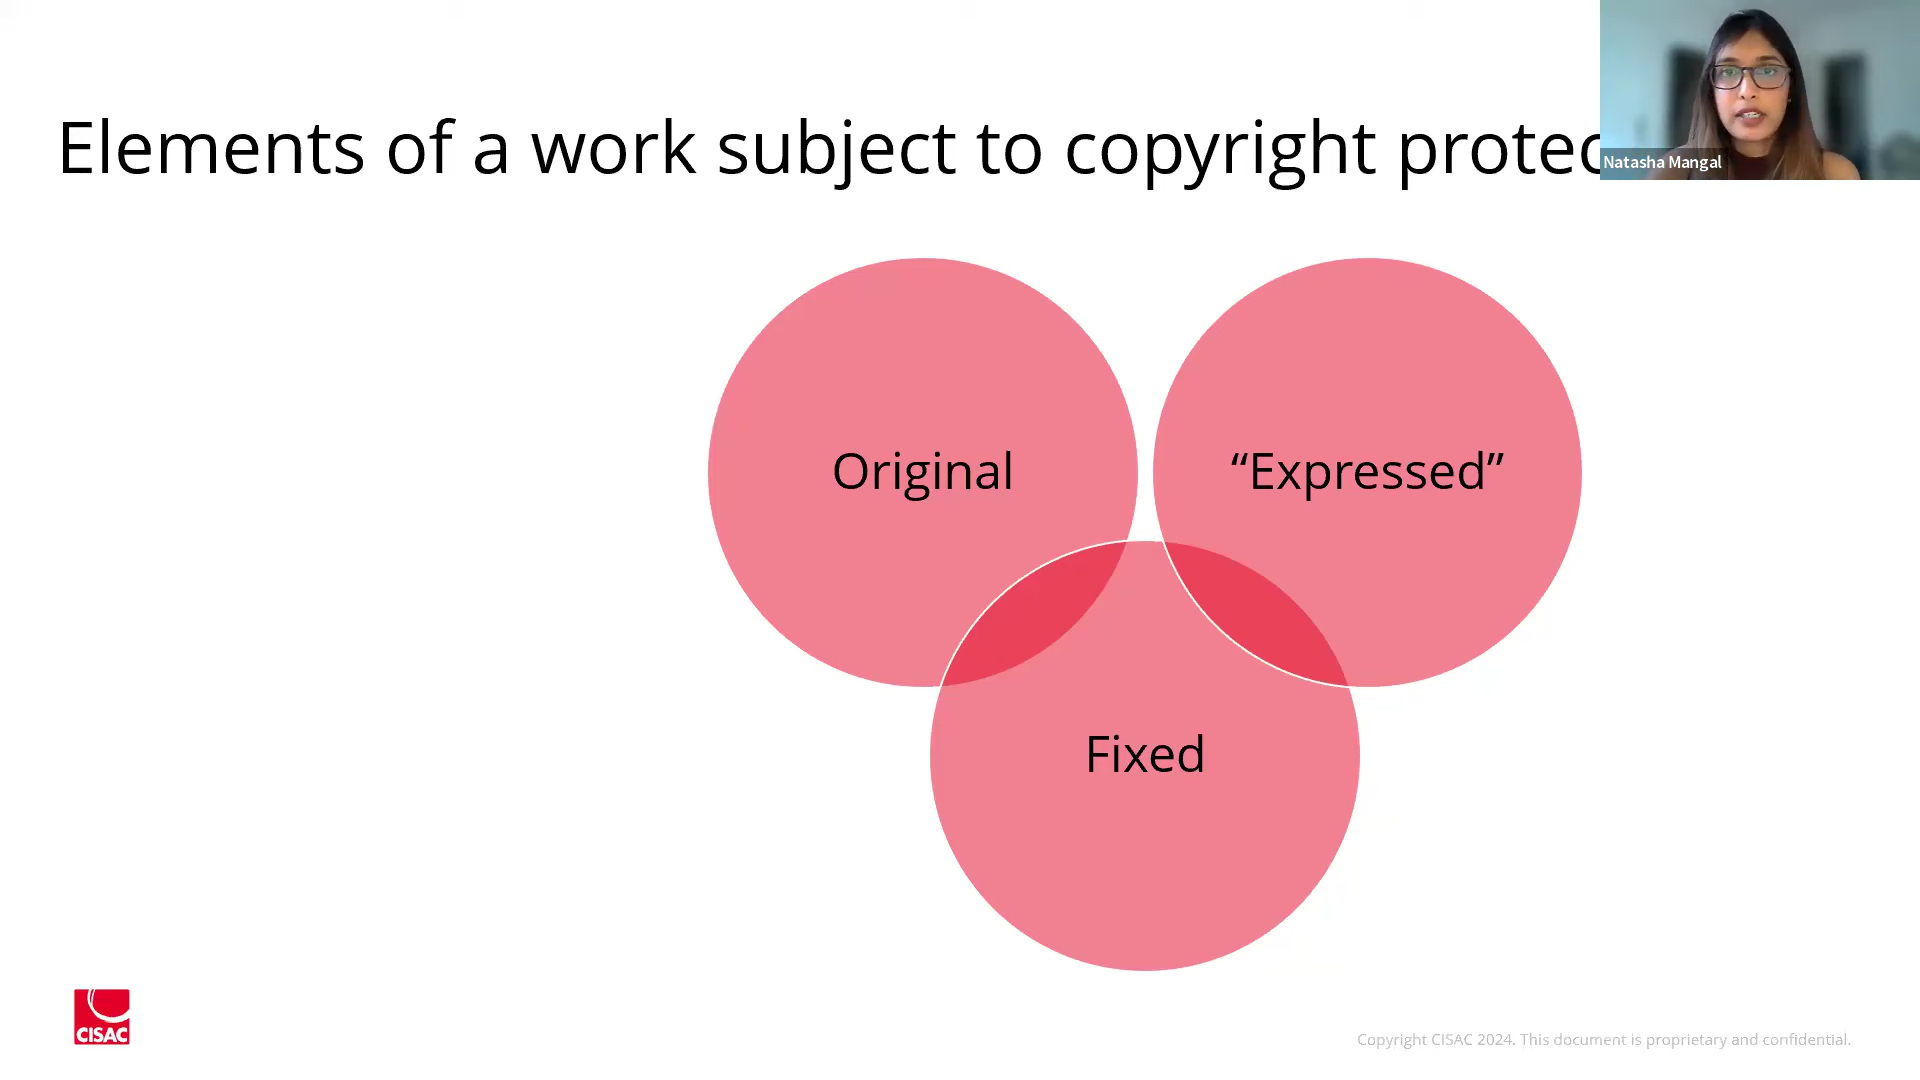 Elements of a work subject to copyright protec
Natasha Mangal
Original
“Expressed”
Fixed
CISAC
Copyright CISAC 2024. This document is proprietary and confidential.